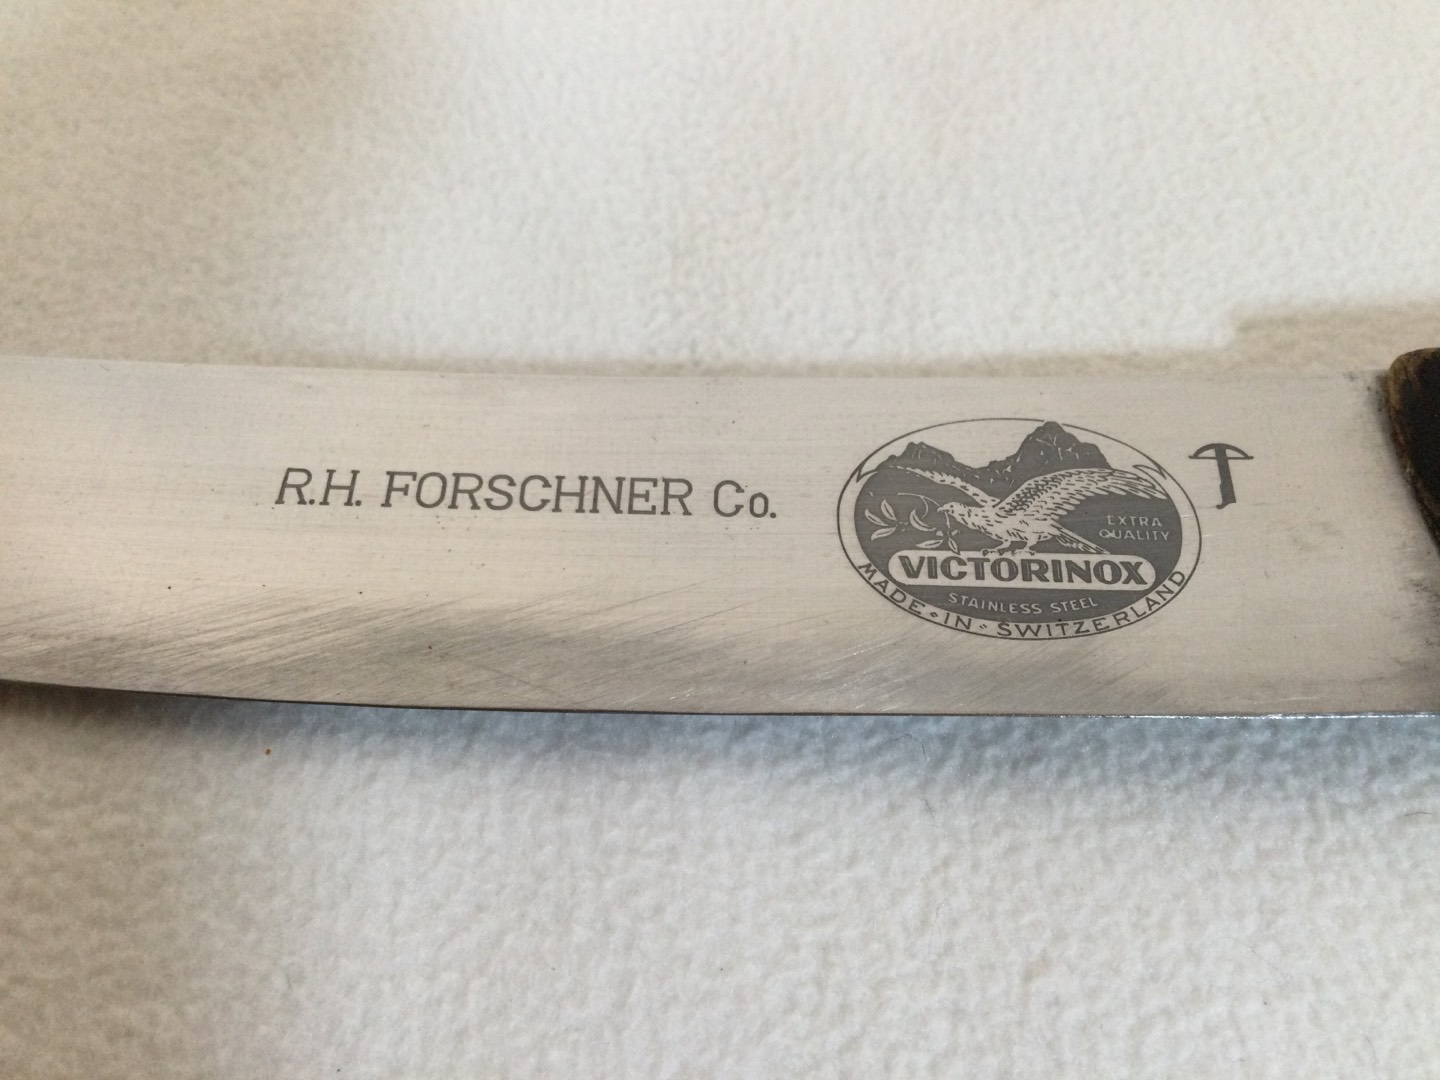 R.H. FORSCHNER Co.
EXTRA
QUALITY
VICTORINOX
STAINLESS STEEL
MADE · IN · SWITZERLAND